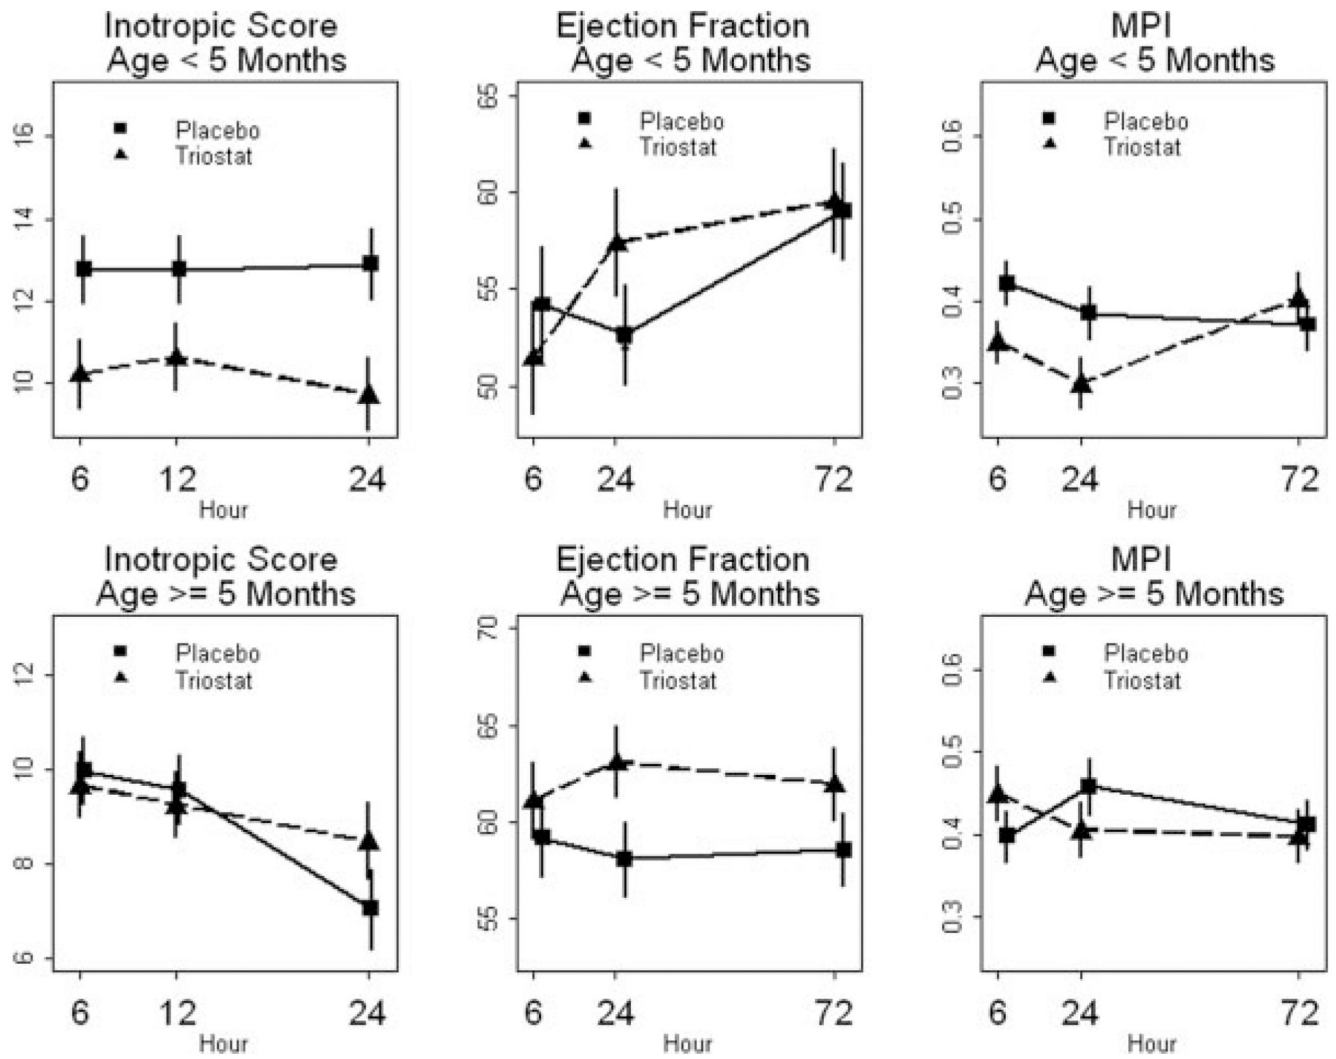 Inotropic Score
Age < 5 Months
Placebo
Triostat
16
14
12
10
6 12 24
Hour
Ejection Fraction
Age < 5 Months
Placebo
Triostat
65
60
55
50
6 24 72
Hour
MPI
Age < 5 Months
Placebo
Triostat
0.6
0.5
0.4
0.3
6 24 72
Hour
Inotropic Score
Age >= 5 Months
Placebo
Triostat
12
10
8
6
6 12 24
Hour
Ejection Fraction
Age >= 5 Months
Placebo
Triostat
70
65
60
55
6 24 72
Hour
MPI
Age >= 5 Months
Placebo
Triostat
0.6
0.5
0.4
0.3
6 24 72
Hour